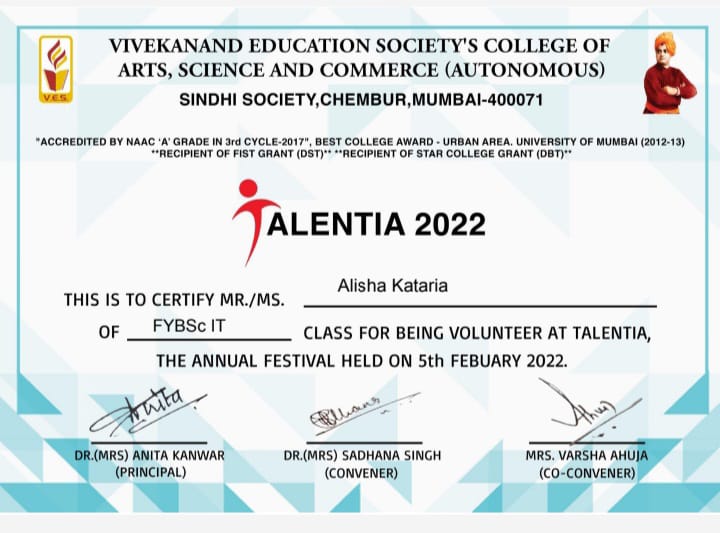 VIVEKANAND EDUCATION SOCIETY'S COLLEGE OF
ARTS, SCIENCE AND COMMERCE (AUTONOMOUS)
SINDHI SOCIETY,CHEMBUR,MUMBAI-400071
V.E.S.
"ACCREDITED BY NAAC 'A' GRADE IN 3rd CYCLE-2017", BEST COLLEGE AWARD - URBAN AREA. UNIVERSITY OF MUMBAI (2012-13)
**RECIPIENT OF FIST GRANT (DST)** **RECIPIENT OF STAR COLLEGE GRANT (DBT)**
TALENTIA 2022
THIS IS TO CERTIFY MR./MS. Alisha Kataria
OF FYBSc IT CLASS FOR BEING VOLUNTEER AT TALENTIA,
THE ANNUAL FESTIVAL HELD ON 5th FEBUARY 2022.
Anita
DR.(MRS) ANITA KANWAR DR.(MRS) SADHANA SINGH MRS. VARSHA AHUJA
(PRINCIPAL) (CONVENER) (CO-CONVENER)